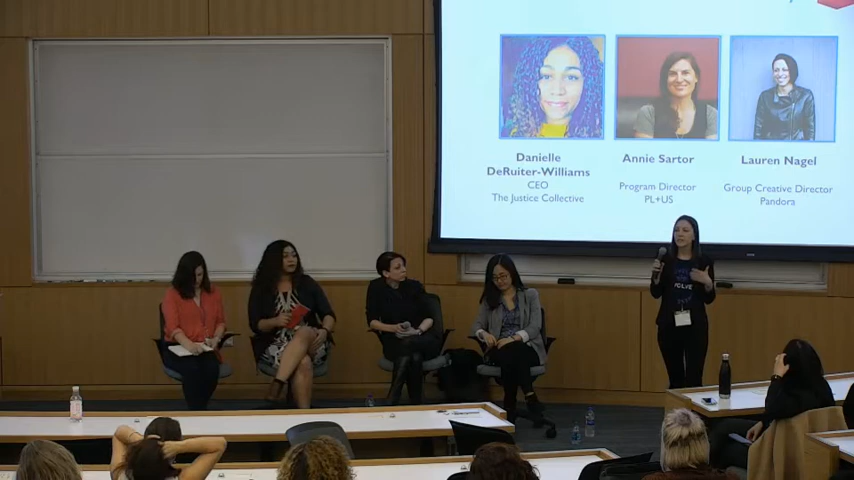 Danielle
DeRuiter-Williams
CEO
The Justice Collective
Annie Sartor
Program Director
PL+US
Lauren Nagel
Group Creative Director
Pandora